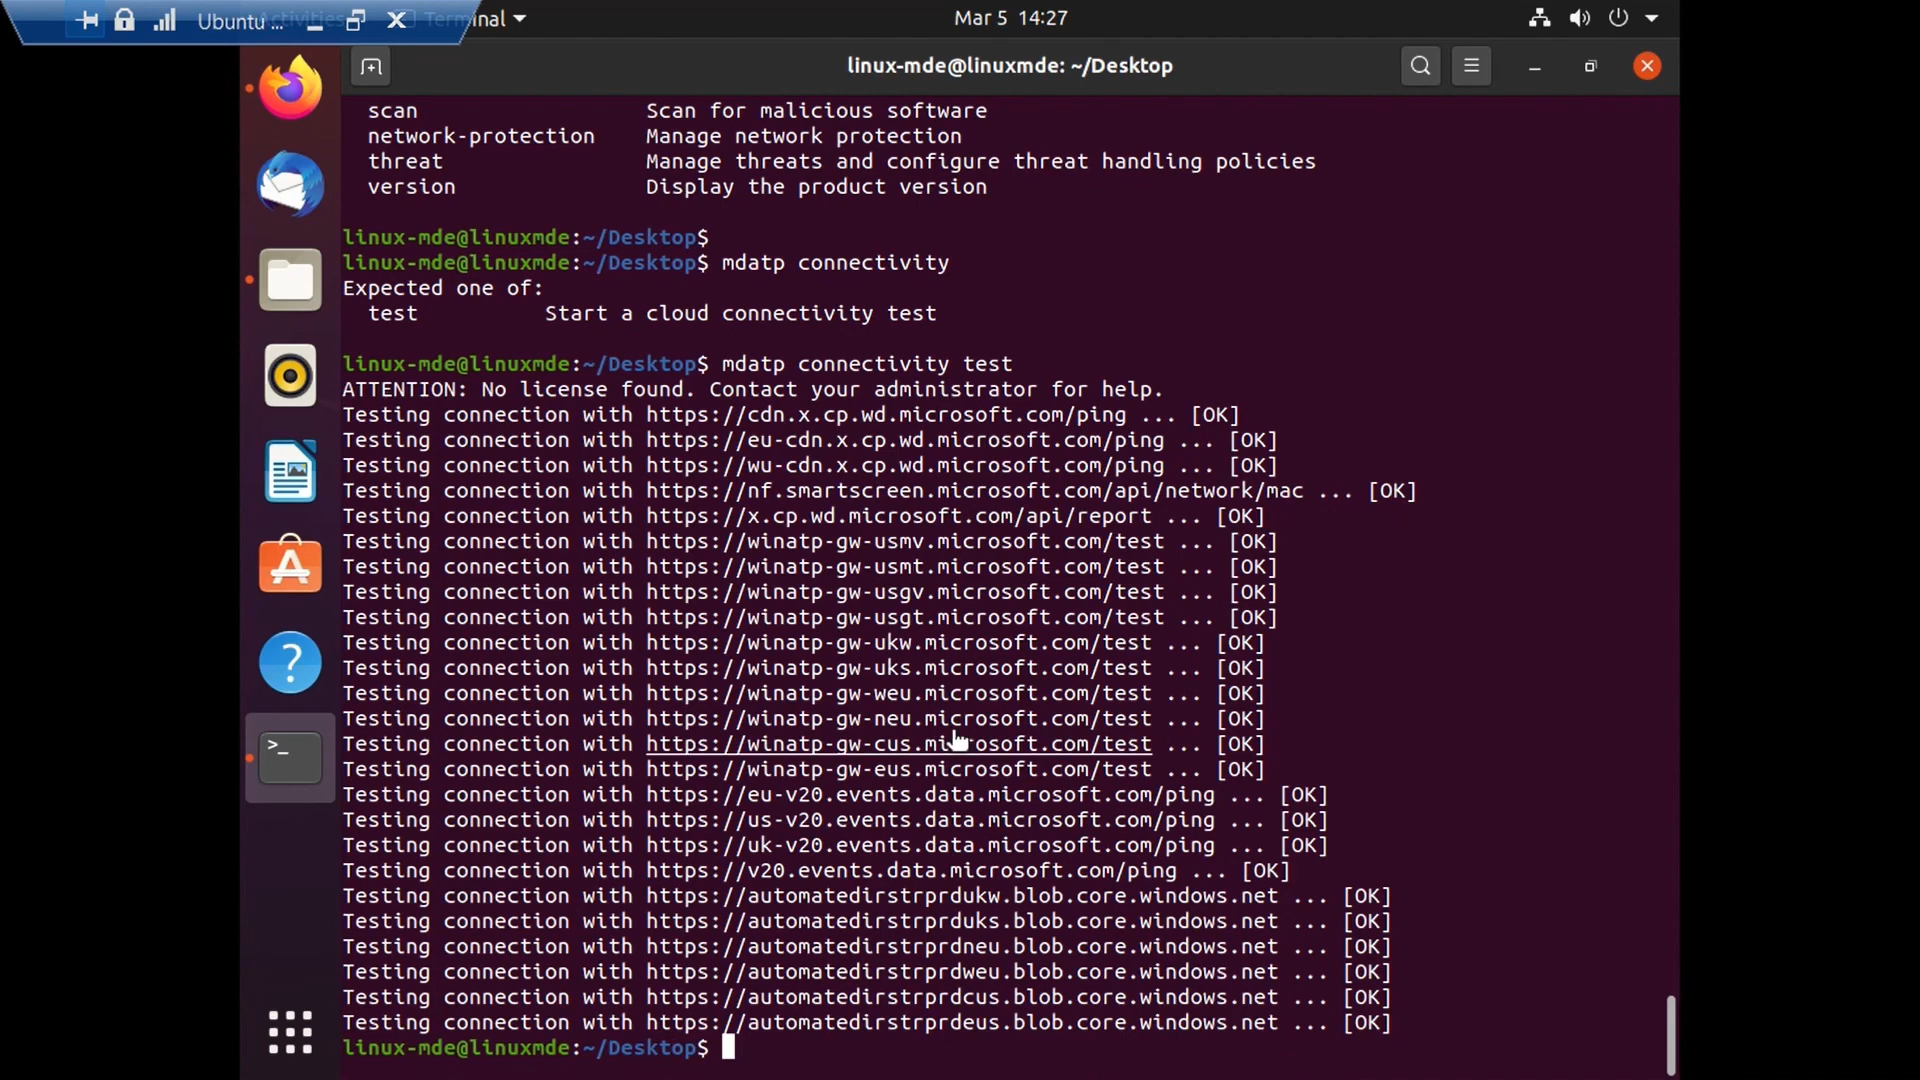 Ubuntu ...
Activities
Terminal
Mar 5 14:27
linux-mde@linuxmde: ~/Desktop
scan Scan for malicious software
network-protection Manage network protection
threat Manage threats and configure threat handling policies
version Display the product version
linux-mde@linuxmde:~/Desktop$
linux-mde@linuxmde:~/Desktop$ mdatp connectivity
Expected one of:
test Start a cloud connectivity test
linux-mde@linuxmde:~/Desktop$ mdatp connectivity test
ATTENTION: No license found. Contact your administrator for help.
Testing connection with https://cdn.x.cp.wd.microsoft.com/ping ... [OK]
Testing connection with https://eu-cdn.x.cp.wd.microsoft.com/ping ... [OK]
Testing connection with https://wu-cdn.x.cp.wd.microsoft.com/ping ... [OK]
Testing connection with https://nf.smartscreen.microsoft.com/api/network/mac ... [OK]
Testing connection with https://x.cp.wd.microsoft.com/api/report ... [OK]
Testing connection with https://winatp-gw-usmv.microsoft.com/test ... [OK]
Testing connection with https://winatp-gw-usmt.microsoft.com/test ... [OK]
Testing connection with https://winatp-gw-usgv.microsoft.com/test ... [OK]
Testing connection with https://winatp-gw-usgt.microsoft.com/test ... [OK]
Testing connection with https://winatp-gw-ukw.microsoft.com/test ... [OK]
Testing connection with https://winatp-gw-uks.microsoft.com/test ... [OK]
Testing connection with https://winatp-gw-weu.microsoft.com/test ... [OK]
Testing connection with https://winatp-gw-neu.microsoft.com/test ... [OK]
Testing connection with https://winatp-gw-cus.microsoft.com/test ... [OK]
Testing connection with https://winatp-gw-eus.microsoft.com/test ... [OK]
Testing connection with https://eu-v20.events.data.microsoft.com/ping ... [OK]
Testing connection with https://us-v20.events.data.microsoft.com/ping ... [OK]
Testing connection with https://uk-v20.events.data.microsoft.com/ping ... [OK]
Testing connection with https://v20.events.data.microsoft.com/ping ... [OK]
Testing connection with https://automatedirstrprdukw.blob.core.windows.net ... [OK]
Testing connection with https://automatedirstrprduks.blob.core.windows.net ... [OK]
Testing connection with https://automatedirstrprdneu.blob.core.windows.net ... [OK]
Testing connection with https://automatedirstrprdweu.blob.core.windows.net ... [OK]
Testing connection with https://automatedirstrprdcus.blob.core.windows.net ... [OK]
Testing connection with https://automatedirstrprdeus.blob.core.windows.net ... [OK]
linux-mde@linuxmde:~/Desktop$